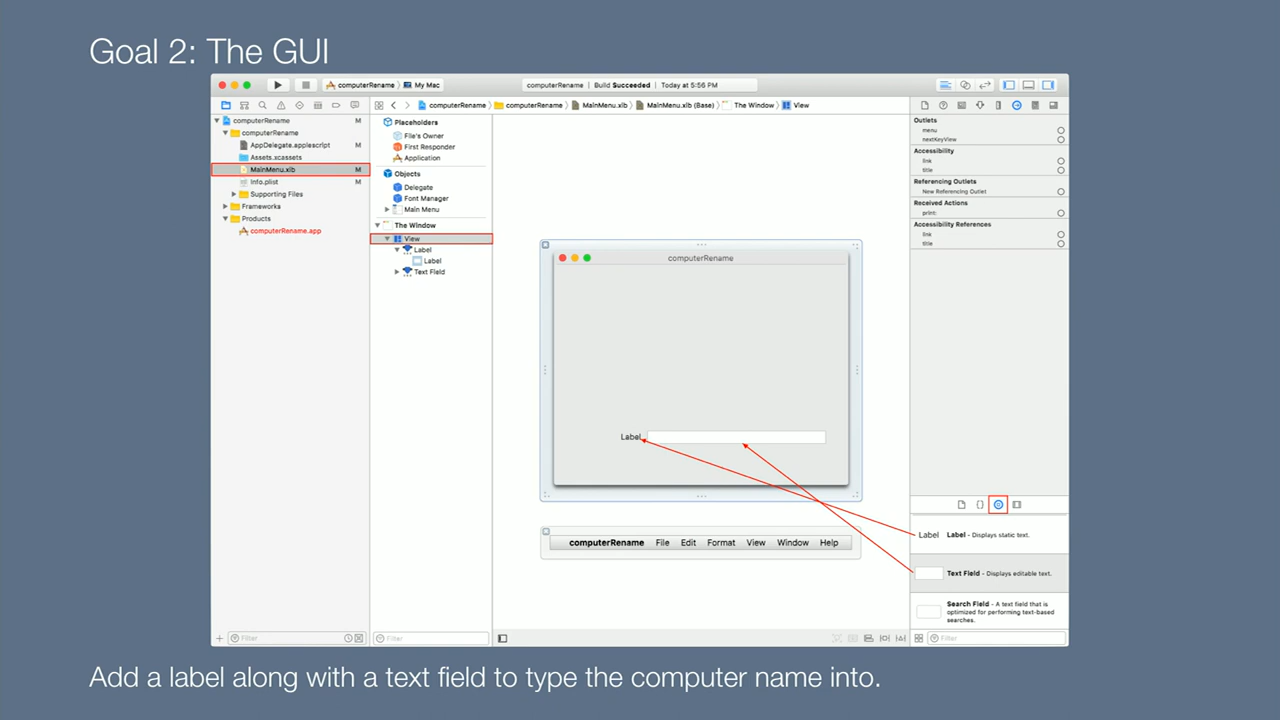 Goal 2: The GUI
computerRename
My Mac
computerRename | Build Succeeded | Today at 5:56 PM
computerRename
computerRename
MainMenu.xib
MainMenu.xib (Base)
The Window
View
computerRename M
computerRename
AppDelegate.applescript M
Assets.xcassets
MainMenu.xib M
Info.plist M
Supporting Files
Frameworks
Products
computerRename.app
Filter
Placeholders
File's Owner
First Responder
Application
Objects
Delegate
Font Manager
Main Menu
The Window
View
Label
Label
Text Field
Filter
computerRename
Label
computerRename File Edit Format View Window Help
Outlets
menu
nextKeyView
Accessibility
link
title
Referencing Outlets
New Referencing Outlet
Received Actions
print:
Accessibility References
link
title
Label Label - Displays static text.
Text Field - Displays editable text.
Search Field - A text field that is
optimized for performing text-based
searches.
Filter
Add a label along with a text field to type the computer name into.